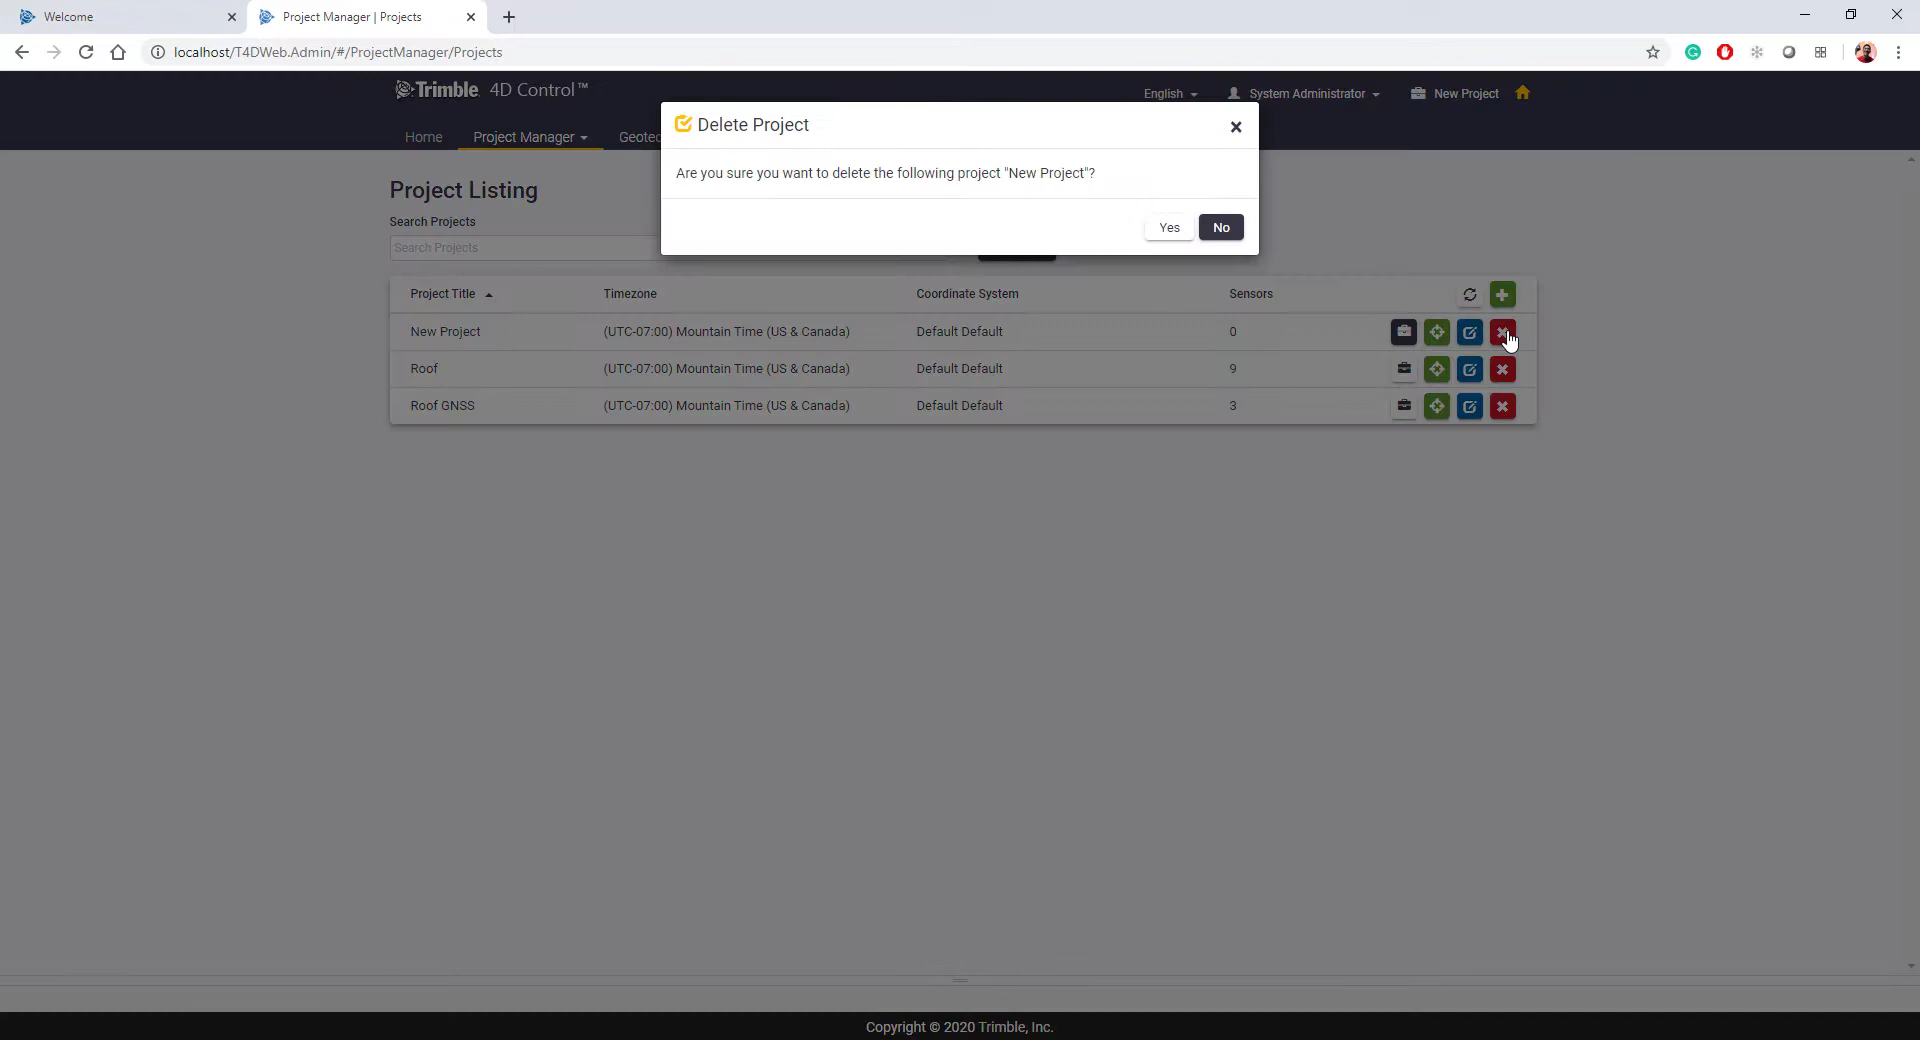 Welcome
Project Manager | Projects
localhost/T4DWeb.Admin/#/ProjectManager/Projects
Trimble 4D Control™
English
System Administrator
New Project
Home
Project Manager
Geotec
Delete Project
Are you sure you want to delete the following project "New Project"?
Yes
No
Project Listing
Search Projects
Search Projects
Project Title Timezone Coordinate System Sensors
New Project (UTC-07:00) Mountain Time (US & Canada) Default Default 0
Roof (UTC-07:00) Mountain Time (US & Canada) Default Default 9
Roof GNSS (UTC-07:00) Mountain Time (US & Canada) Default Default 3
Copyright © 2020 Trimble, Inc.